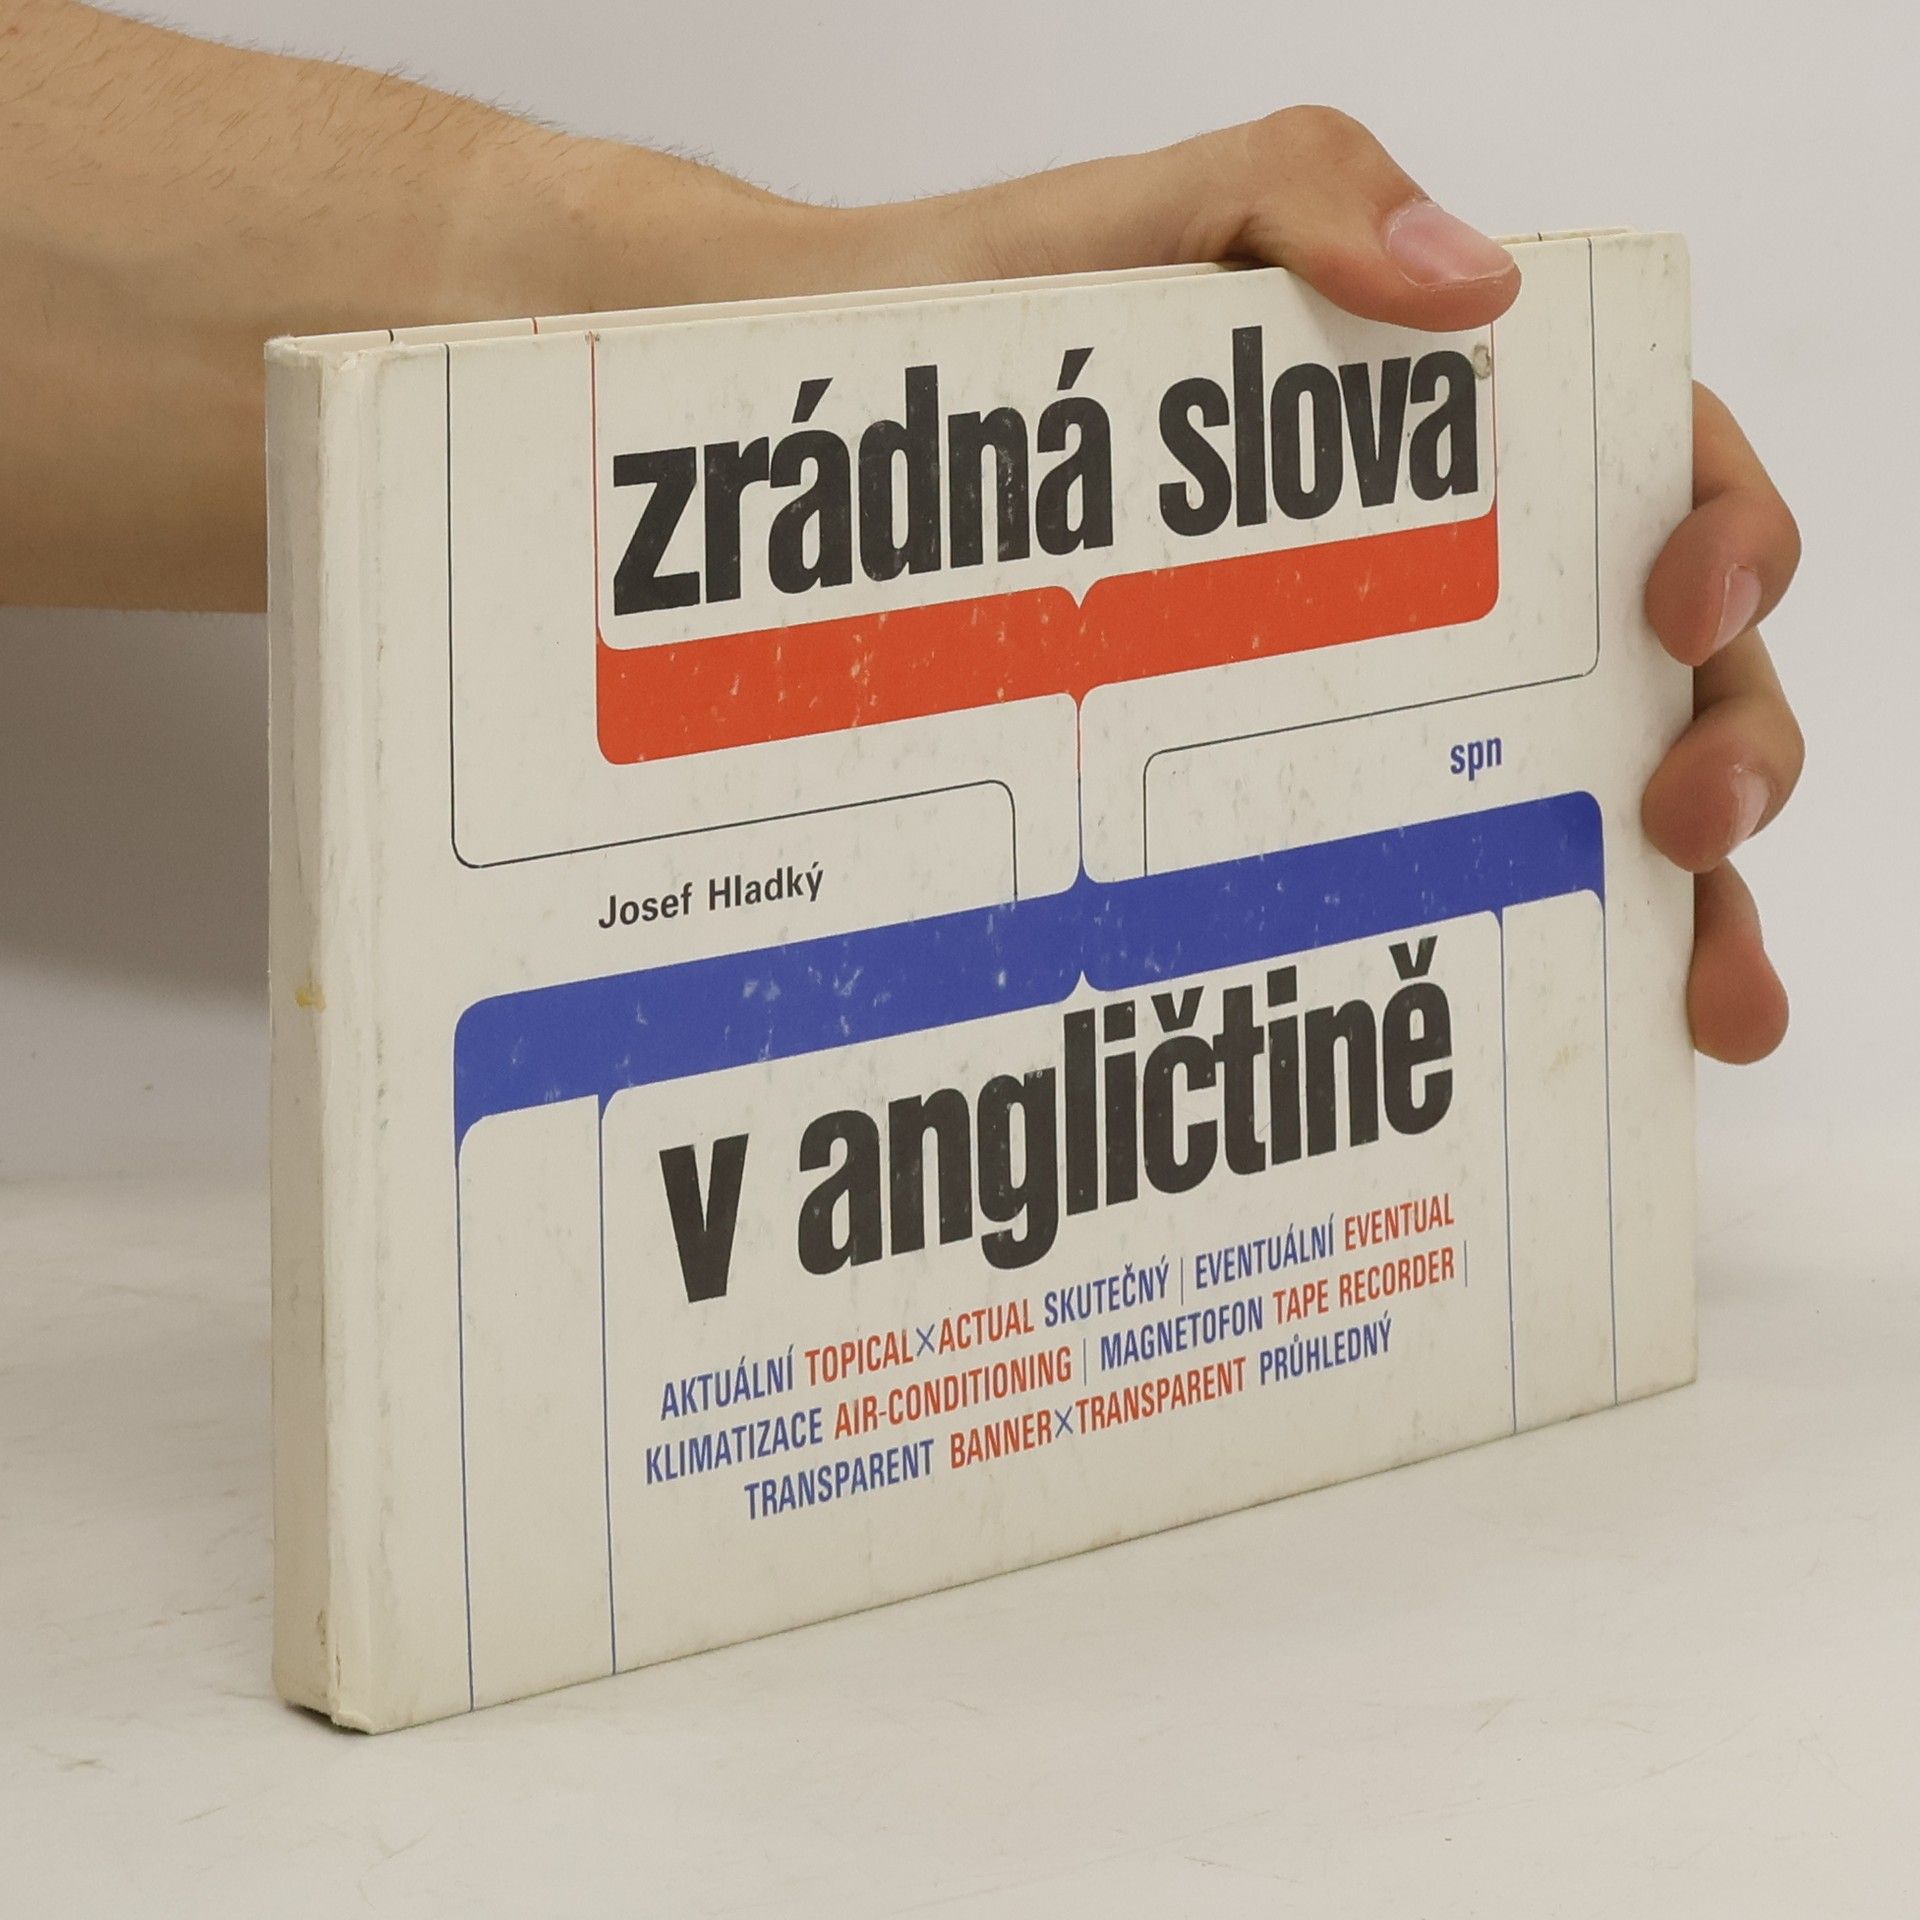 zrádná slova
spn
Josef Hladký
v angličtině
AKTUÁLNÍ TOPICAL×ACTUAL SKUTEČNÝ | EVENTUÁLNÍ EVENTUAL
KLIMATIZACE AIR-CONDITIONING | MAGNETOFON TAPE RECORDER |
TRANSPARENT BANNER×TRANSPARENT PRŮHLEDNÝ